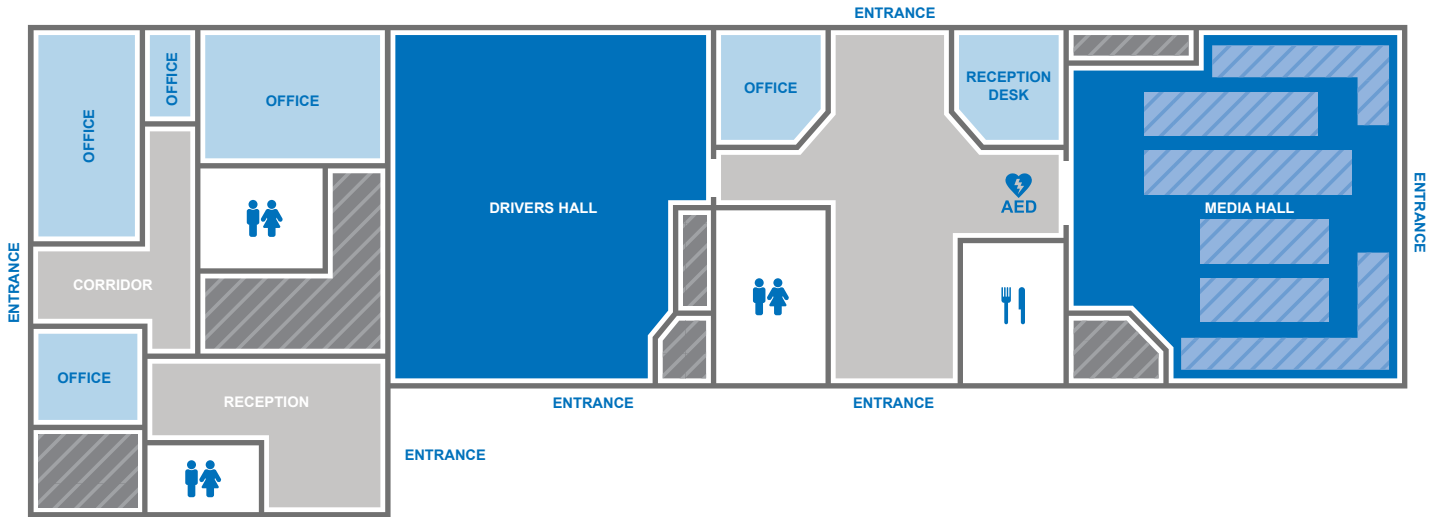 ENTRANCE
OFFICE
OFFICE
OFFICE
OFFICE
RECEPTION
DESK
AED
DRIVERS HALL
MEDIA HALL
ENTRANCE
ENTRANCE
CORRIDOR
OFFICE
RECEPTION
ENTRANCE
ENTRANCE
ENTRANCE